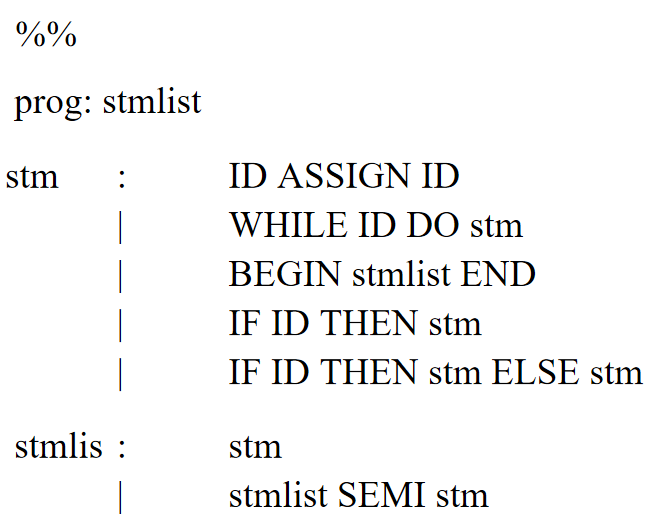 %%
prog: stmlist
stm : ID ASSIGN ID
| WHILE ID DO stm
| BEGIN stmlist END
| IF ID THEN stm
| IF ID THEN stm ELSE stm
stmlis : stm
| stmlist SEMI stm